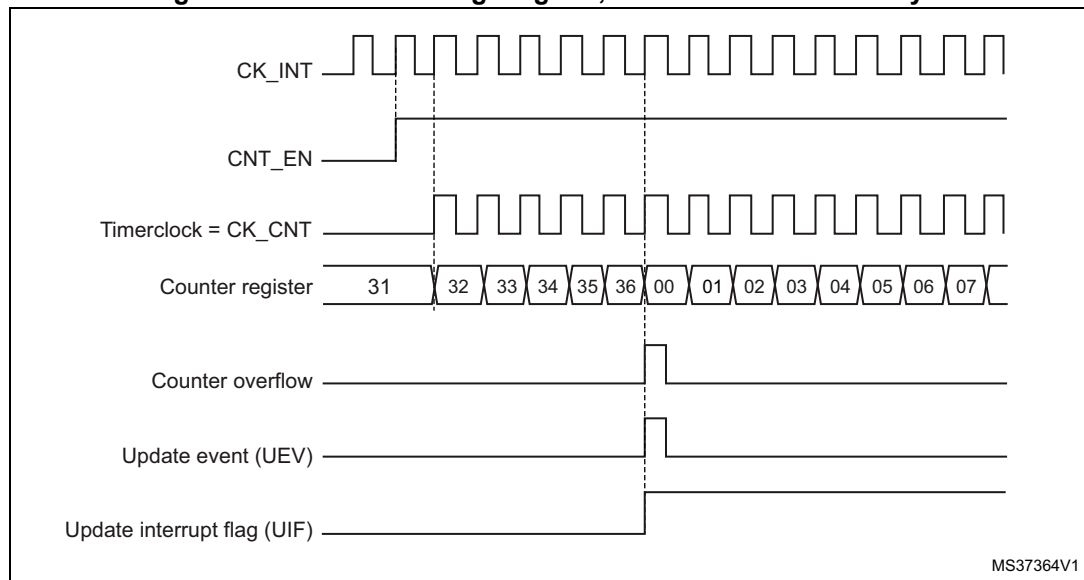 CK_INT
CNT_EN
Timerclock = CK_CNT
Counter register 31 32 33 34 35 36 00 01 02 03 04 05 06 07
Counter overflow
Update event (UEV)
Update interrupt flag (UIF)
MS37364V1